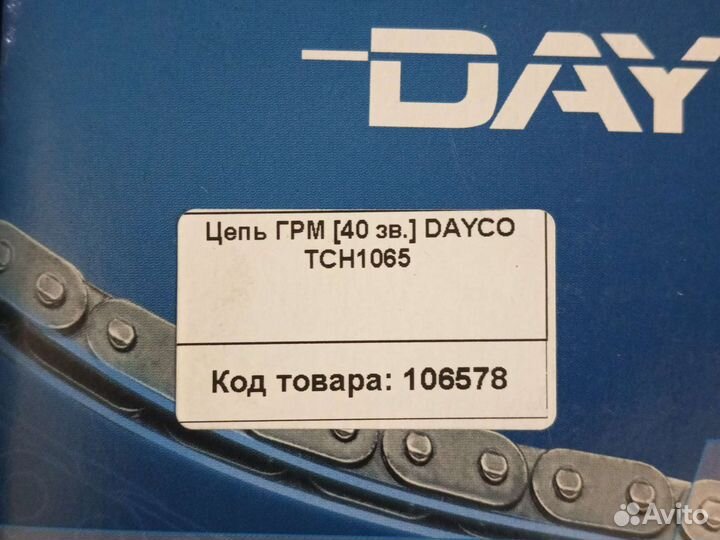 DAY
Цепь ГРМ [40 зв.] DAYCO
TCH1065
Код товара: 106578
Avito